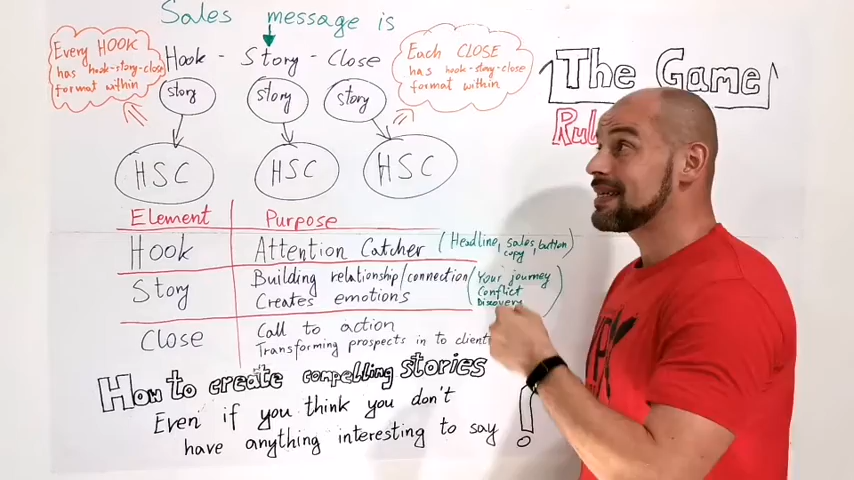 Sales message is
Hook - Story - Close
Every HOOK
has hook-story-close
format within
Each CLOSE
has hook-story-close
format within
story
story
story
HSC
HSC
HSC
The Game
Element Purpose
Hook Attention Catcher (Headline, sales copy, button)
Story Building relationship/connection
Creates emotions
(Your journey
Conflict
Discovery)
Close Call to action
Transforming prospects in to
How to create compelling stories
Even if you think you don't
have anything interesting to say